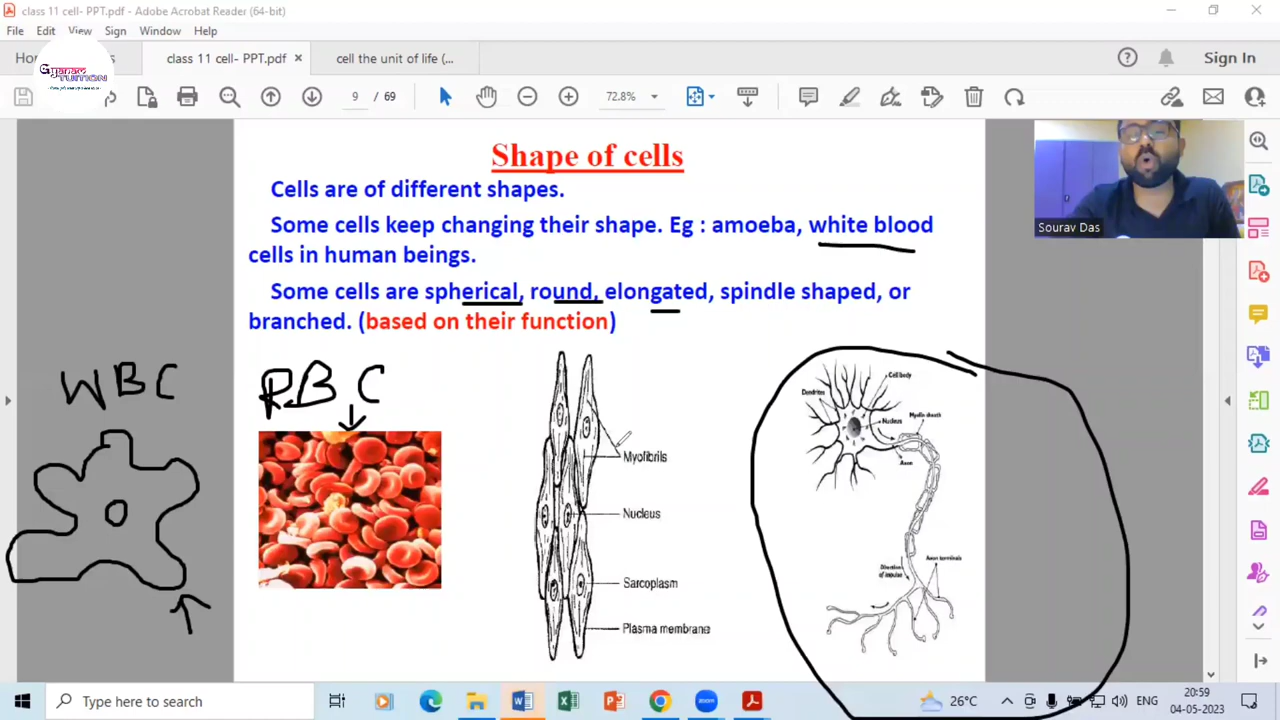 class 11 cell- PPT.pdf - Adobe Acrobat Reader (64-bit)
File Edit View Sign Window Help
Gyanam
TUITION
class 11 cell- PPT.pdf × cell the unit of life (... Sign In
9 / 69 72.8%
Shape of cells
Cells are of different shapes.
Some cells keep changing their shape. Eg : amoeba, white blood
cells in human beings.
Some cells are spherical, round, elongated, spindle shaped, or
branched. (based on their function)
Sourav Das
WBC
RBC
Myofibrils
Nucleus
Sarcoplasm
Plasma membrane
Cell body
Dendrites
Nucleus
Myelin sheath
Axon
Direction
of impulse
Axon terminals
Type here to search
26°C
ENG
20:59
04-05-2023